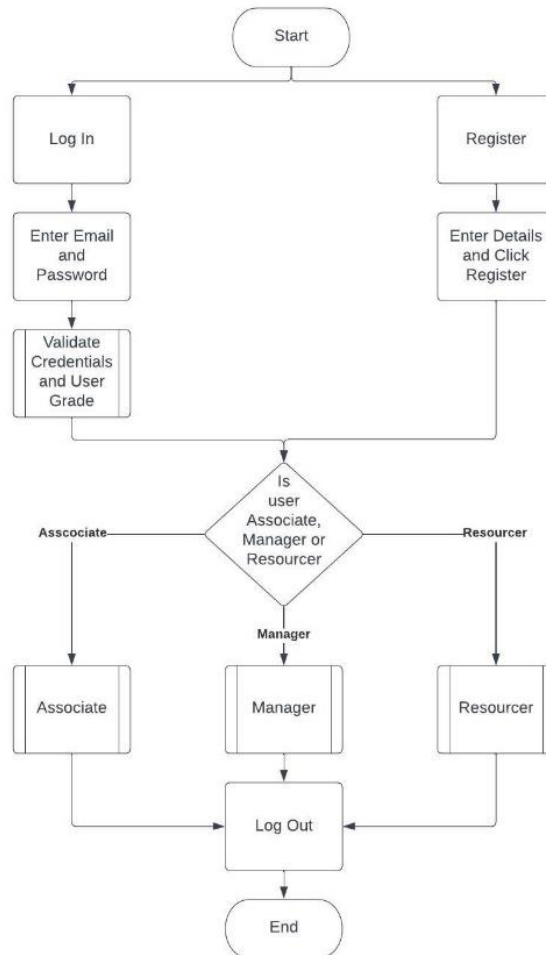 Start
Log In
Register
Enter Email
and
Password
Enter Details
and Click
Register
Validate
Credentials
and User
Grade
Is
user
Associate,
Manager or
Resourcer
Asscociate
Resourcer
Manager
Associate
Manager
Resourcer
Log Out
End